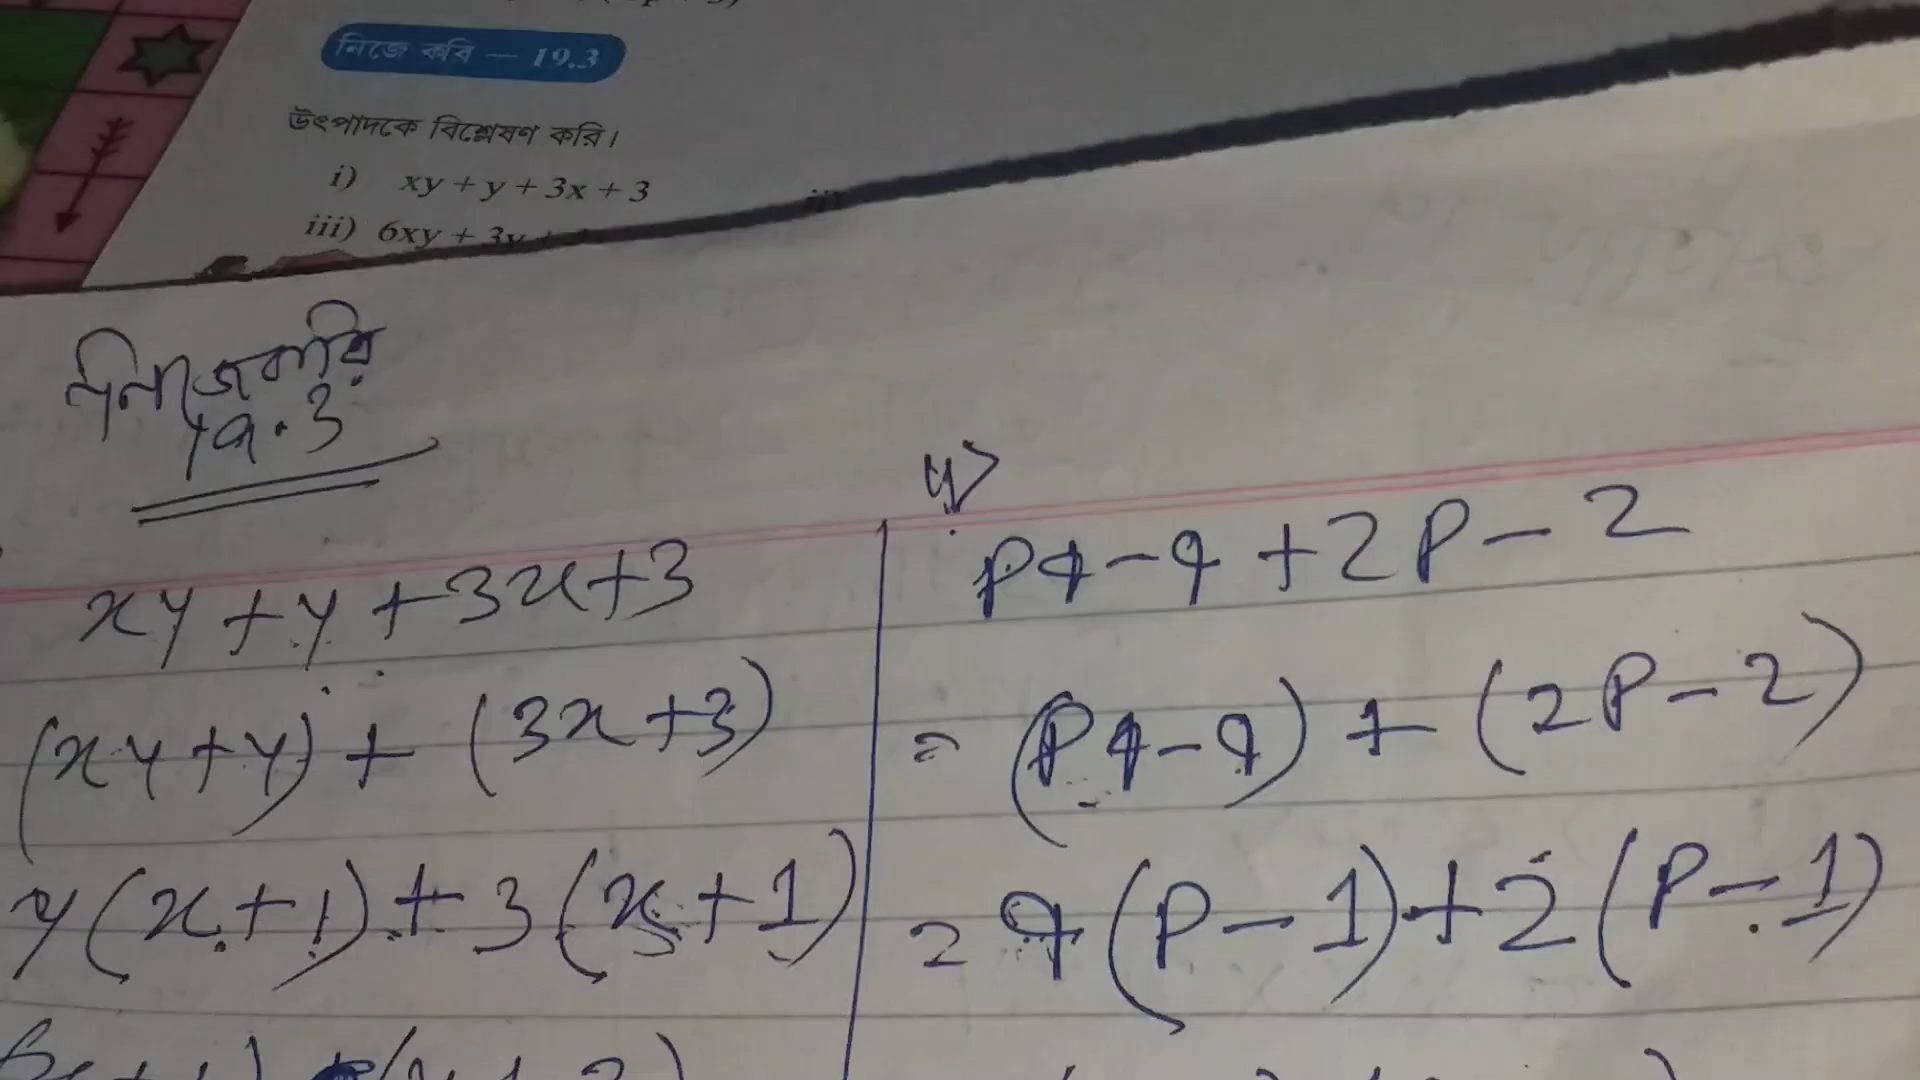 নিজে করি — 19.3
উৎপাদকে বিশ্লেষণ করি।
i) xy + y + 3x + 3
iii) 6xy + 3y +
নিজে করি
19.3
xy + y + 3x + 3
(xy + y) + (3x + 3)
y(x + 1) + 3(x + 1)
pq - q + 2p - 2
= (pq - q) + (2p - 2)
= q(p - 1) + 2(p - 1)